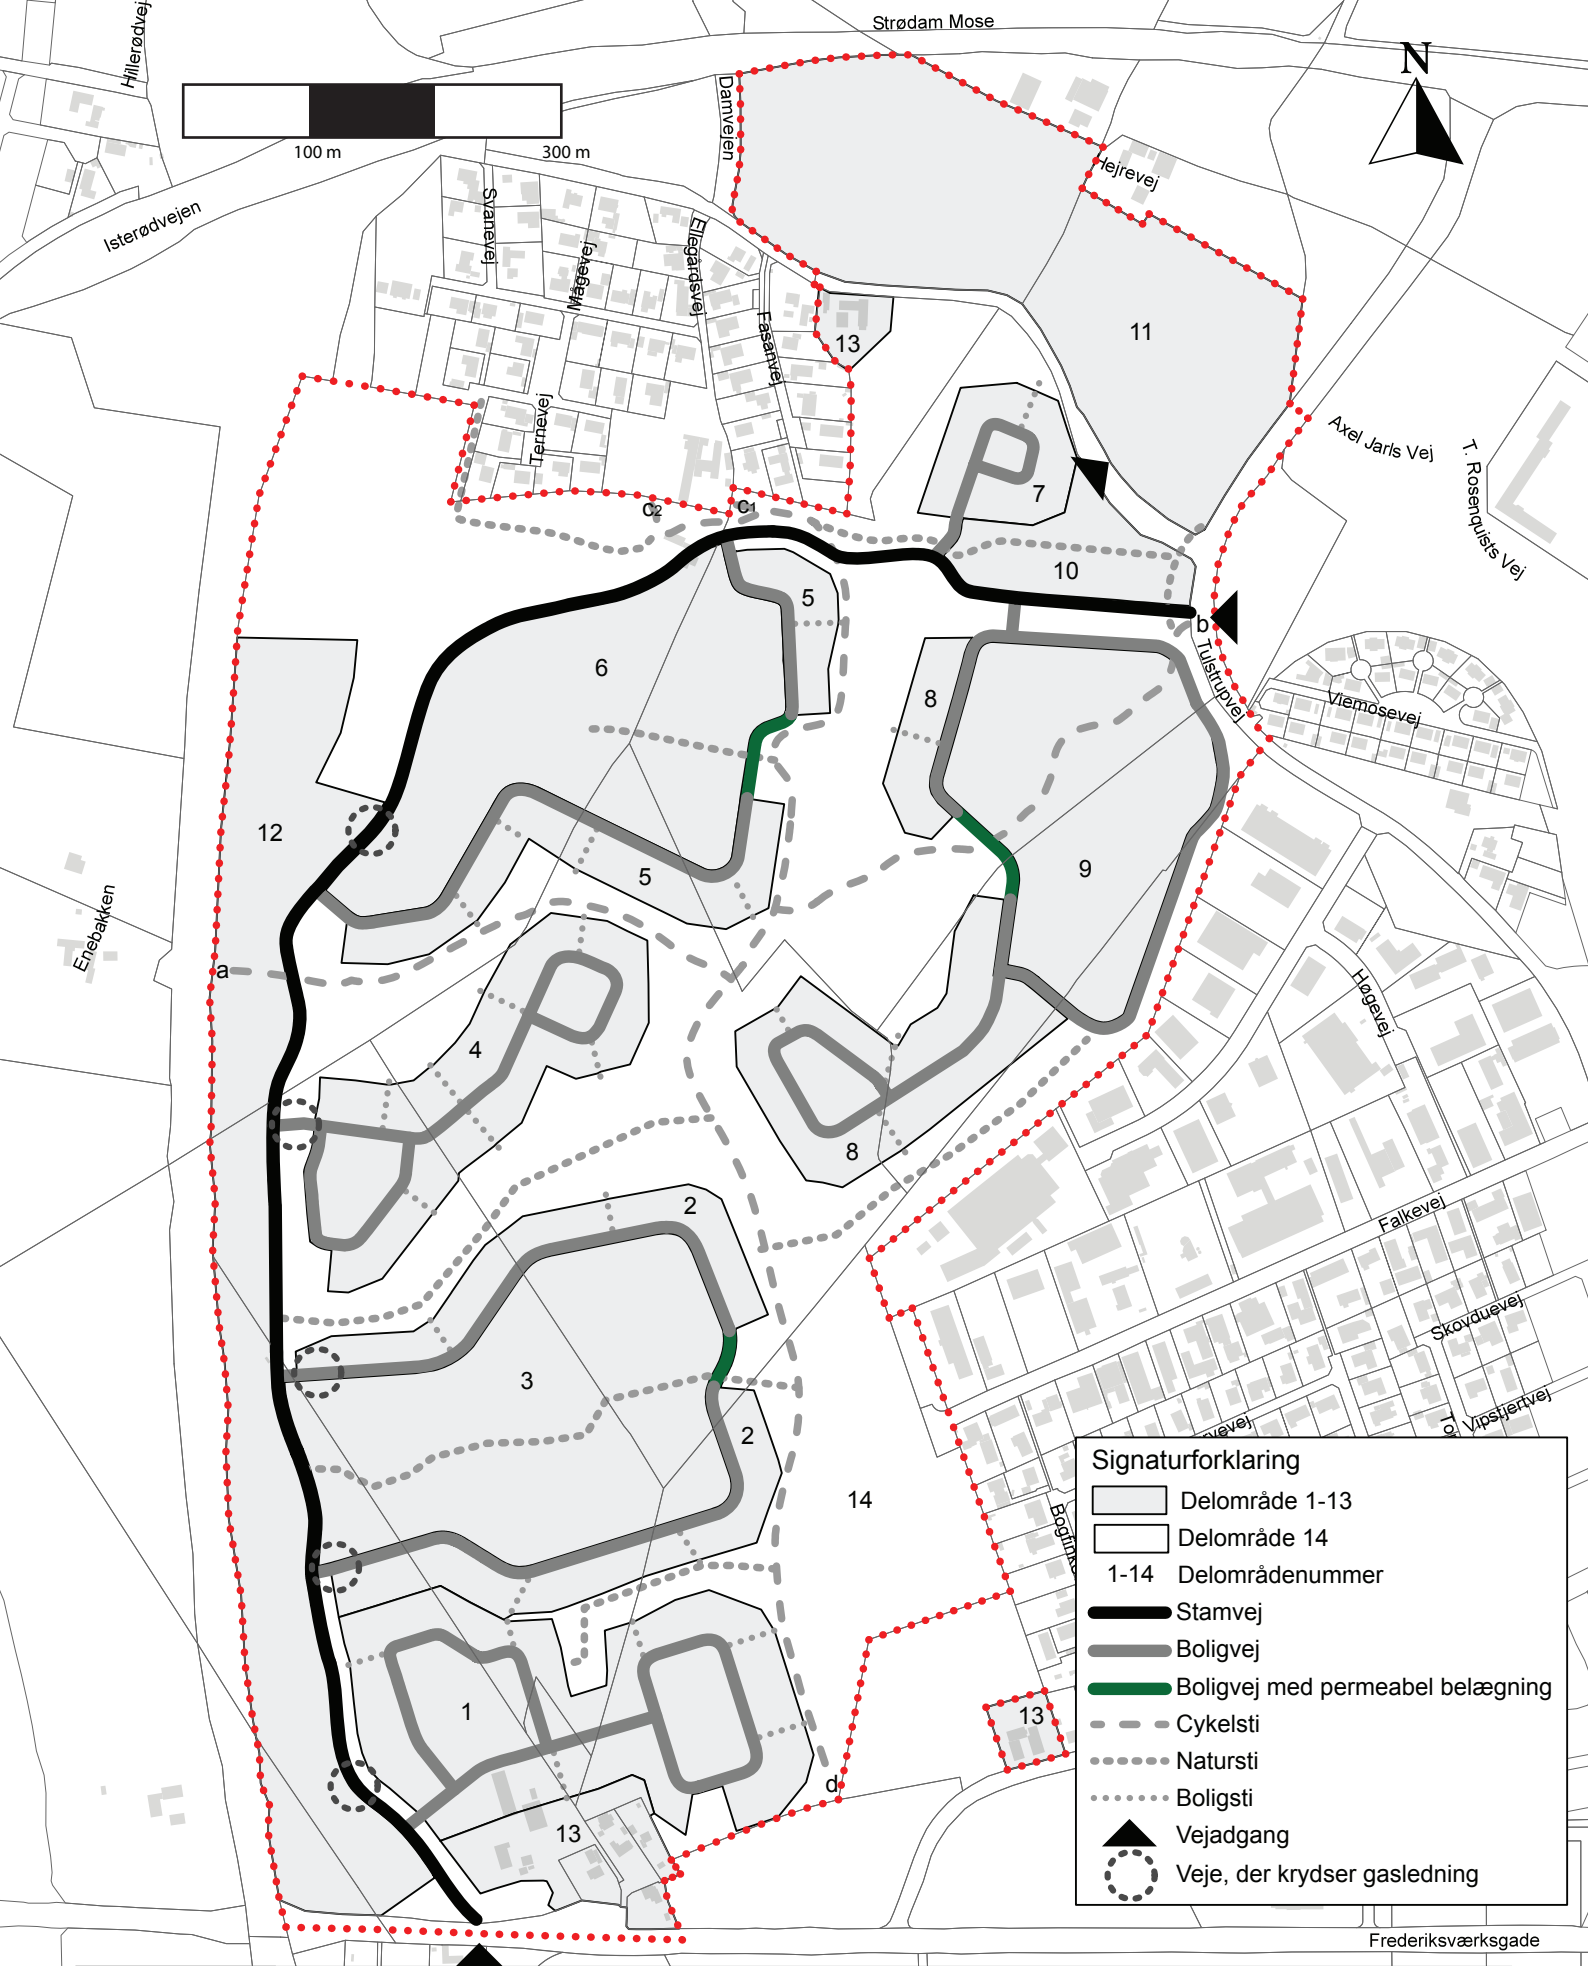 Strødam Mose
Hillerødvej
N
Damvejen
100 m
300 m
Hejrevej
Isterødvejen
Svanevej
Mågevej
Ellegårdsvej
Fasanvej
13
11
Ternevej
Axel Jarls Vej
T. Rosenquists Vej
7
c2
c1
10
5
b
Tulstrupvej
6
8
Viemosevej
12
5
9
Enebakken
a
Høgevej
4
8
2
Falkevej
Skovduevej
3
2
Vipstjertvej
14
Bogfink
1
13
d
13
Signaturforklaring
Delområde 1-13
Delområde 14
1-14 Delområdenummer
Stamvej
Boligvej
Boligvej med permeabel belægning
Cykelsti
Natursti
Boligsti
Vejadgang
Veje, der krydser gasledning
Frederiksværksgade